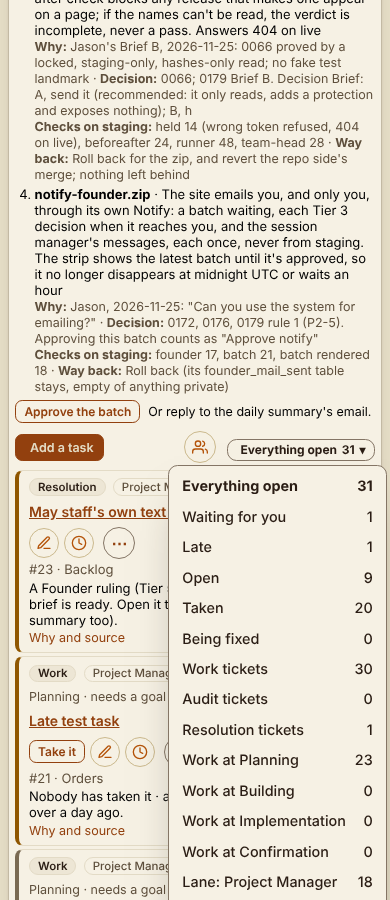 after check blocks any release that makes one appear
on a page; if the names can't be read, the verdict is
incomplete, never a pass. Answers 404 on live
Why: Jason's Brief B, 2026-11-25: 0066 proved by a
locked, staging-only, hashes-only read; no fake test
landmark · Decision: 0066; 0179 Brief B. Decision Brief:
A, send it (recommended: it only reads, adds a protection
and exposes nothing); B, h
Checks on staging: held 14 (wrong token refused, 404
on live), beforeafter 24, runner 48, team-head 28 · Way
back: Roll back for the zip, and revert the repo side's
merge; nothing left behind
4. notify-founder.zip · The site emails you, and only you,
through its own Notify: a batch waiting, each Tier 3
decision when it reaches you, and the session
manager's messages, each once, never from staging.
The strip shows the latest batch until it's approved, so
it no longer disappears at midnight UTC or waits an
hour
Why: Jason, 2026-11-25: "Can you use the system for
emailing?" · Decision: 0172, 0176, 0179 rule 1 (P2-5).
Approving this batch counts as "Approve notify"
Checks on staging: founder 17, batch 21, batch rendered
18 · Way back: Roll back (its founder_mail_sent table
stays, empty of anything private)
Approve the batch Or reply to the daily summary's email.
Add a task Everything open 31 ▾
Resolution Project M
May staff's own text
#23 · Backlog
A Founder ruling (Tier
brief is ready. Open it t
summary too).
Why and source
Work Project Manag
Planning · needs a goal
Late test task
Take it
#21 · Orders
Nobody has taken it · a
over a day ago.
Why and source
Work Project Manag
Planning · needs a goal
Everything open 31
Waiting for you 1
Late 1
Open 9
Taken 20
Being fixed 0
Work tickets 30
Audit tickets 0
Resolution tickets 1
Work at Planning 23
Work at Building 0
Work at Implementation 0
Work at Confirmation 0
Lane: Project Manager 18